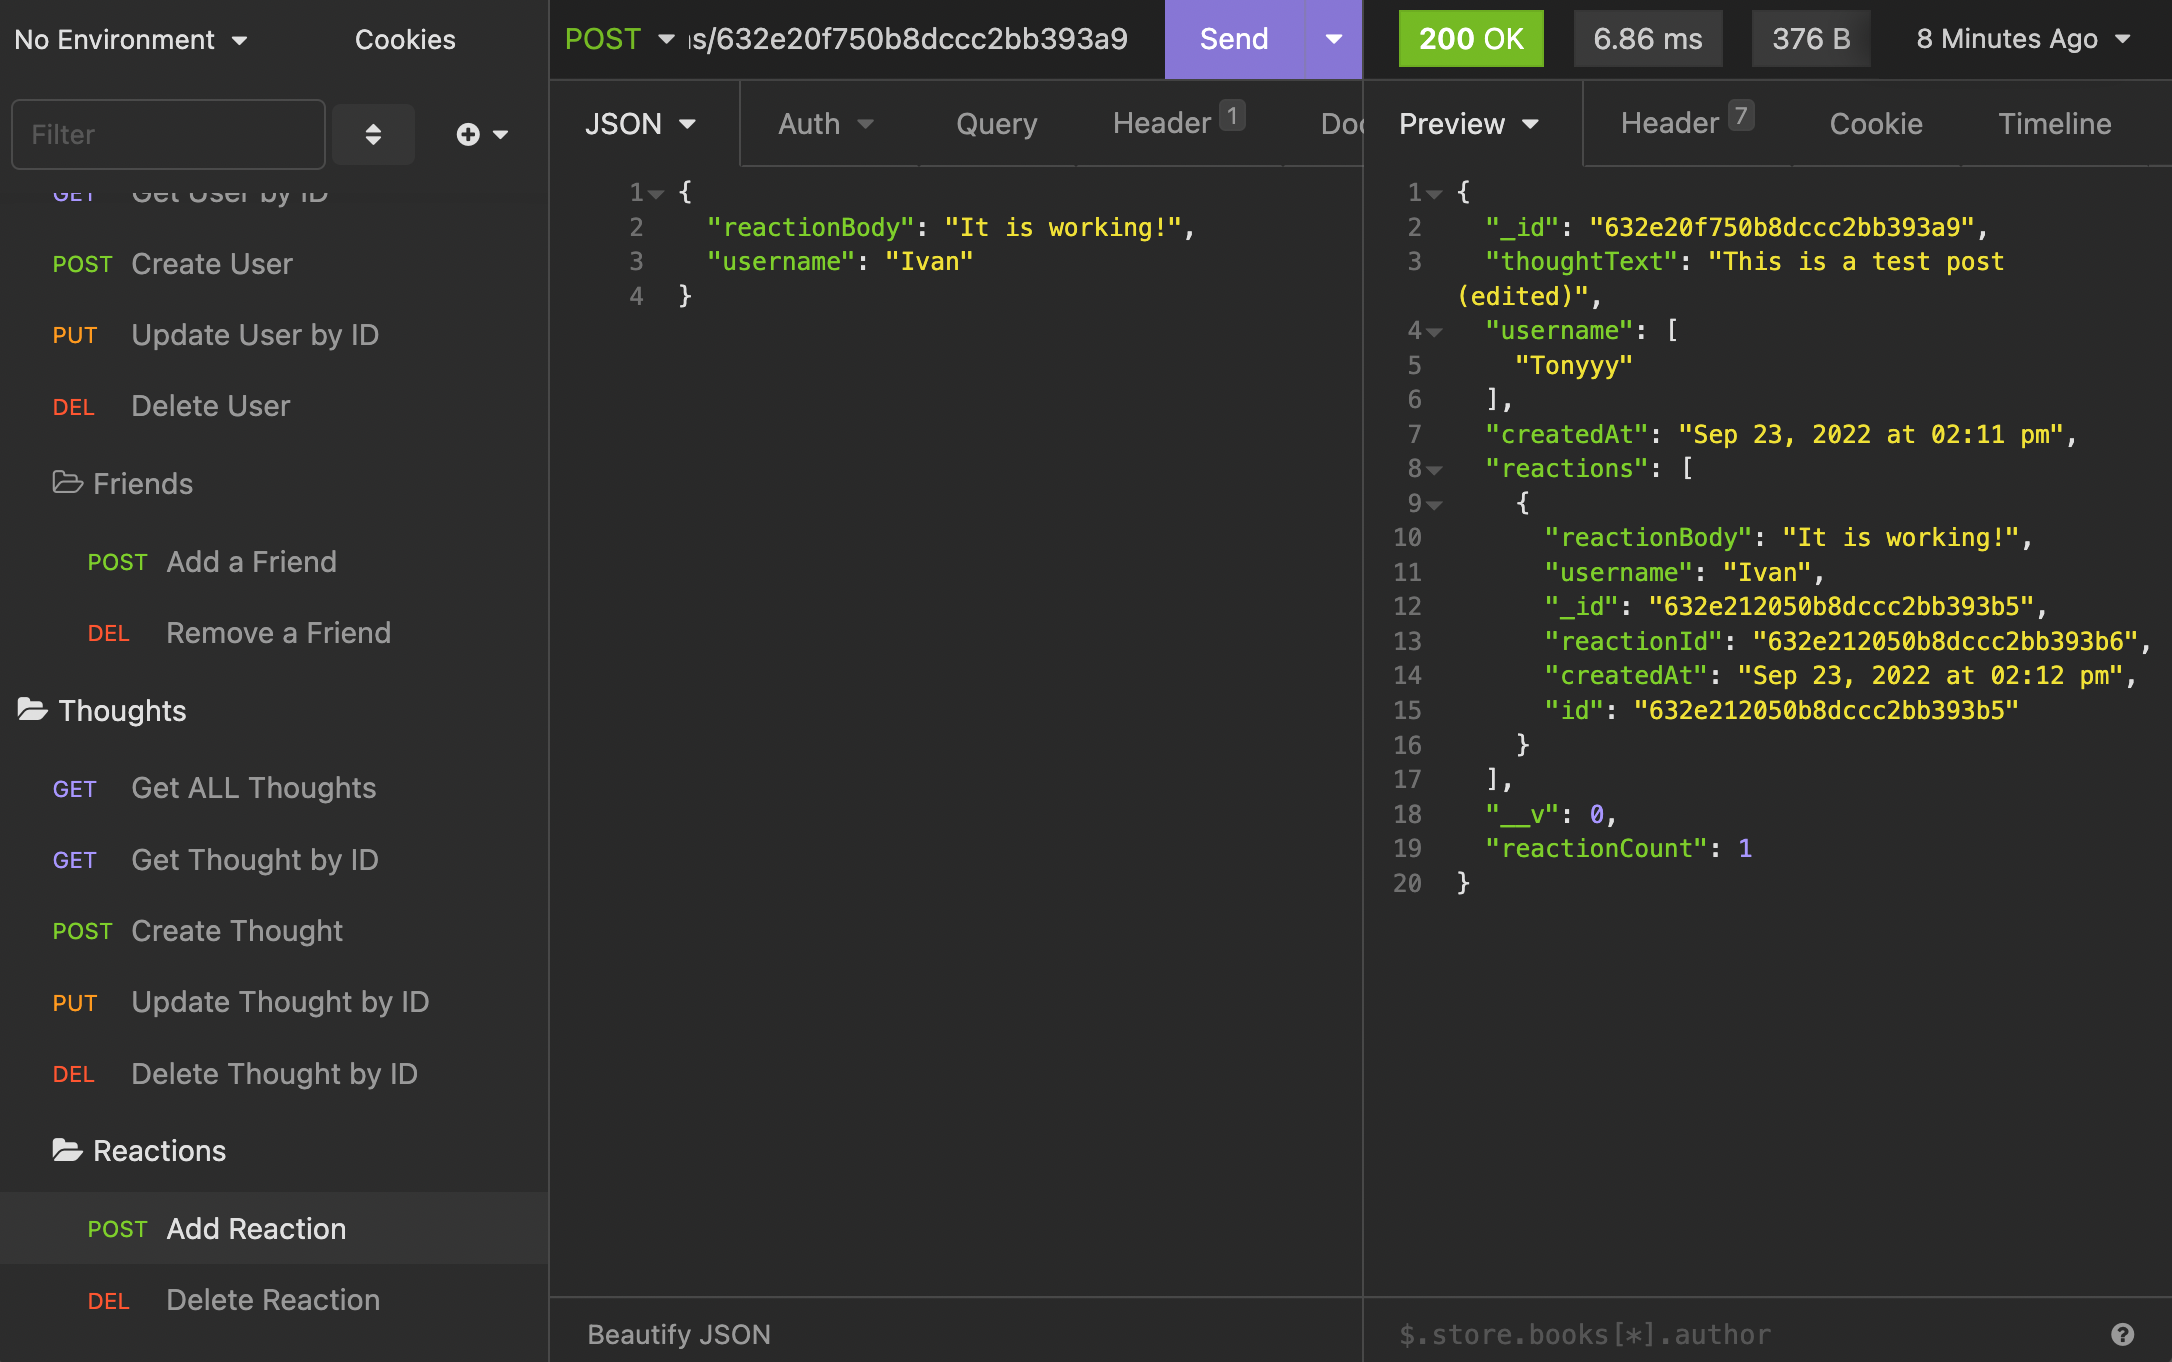 No Environment
Cookies
Filter
GET Get User by ID
POST Create User
PUT Update User by ID
DEL Delete User
Friends
POST Add a Friend
DEL Remove a Friend
Thoughts
GET Get ALL Thoughts
GET Get Thought by ID
POST Create Thought
PUT Update Thought by ID
DEL Delete Thought by ID
Reactions
POST Add Reaction
DEL Delete Reaction
POST s/632e20f750b8dccc2bb393a9 Send
JSON Auth Query Header 1 Doc
1 {
2 "reactionBody": "It is working!",
3 "username": "Ivan"
4 }
Beautify JSON
200 OK 6.86 ms 376 B 8 Minutes Ago
Preview Header 7 Cookie Timeline
1 {
2 "_id": "632e20f750b8dccc2bb393a9",
3 "thoughtText": "This is a test post
(edited)",
4 "username": [
5 "Tonyyy"
6 ],
7 "createdAt": "Sep 23, 2022 at 02:11 pm",
8 "reactions": [
9 {
10 "reactionBody": "It is working!",
11 "username": "Ivan",
12 "_id": "632e212050b8dccc2bb393b5",
13 "reactionId": "632e212050b8dccc2bb393b6",
14 "createdAt": "Sep 23, 2022 at 02:12 pm",
15 "id": "632e212050b8dccc2bb393b5"
16 }
17 ],
18 "__v": 0,
19 "reactionCount": 1
20 }
$.store.books[*].author
?